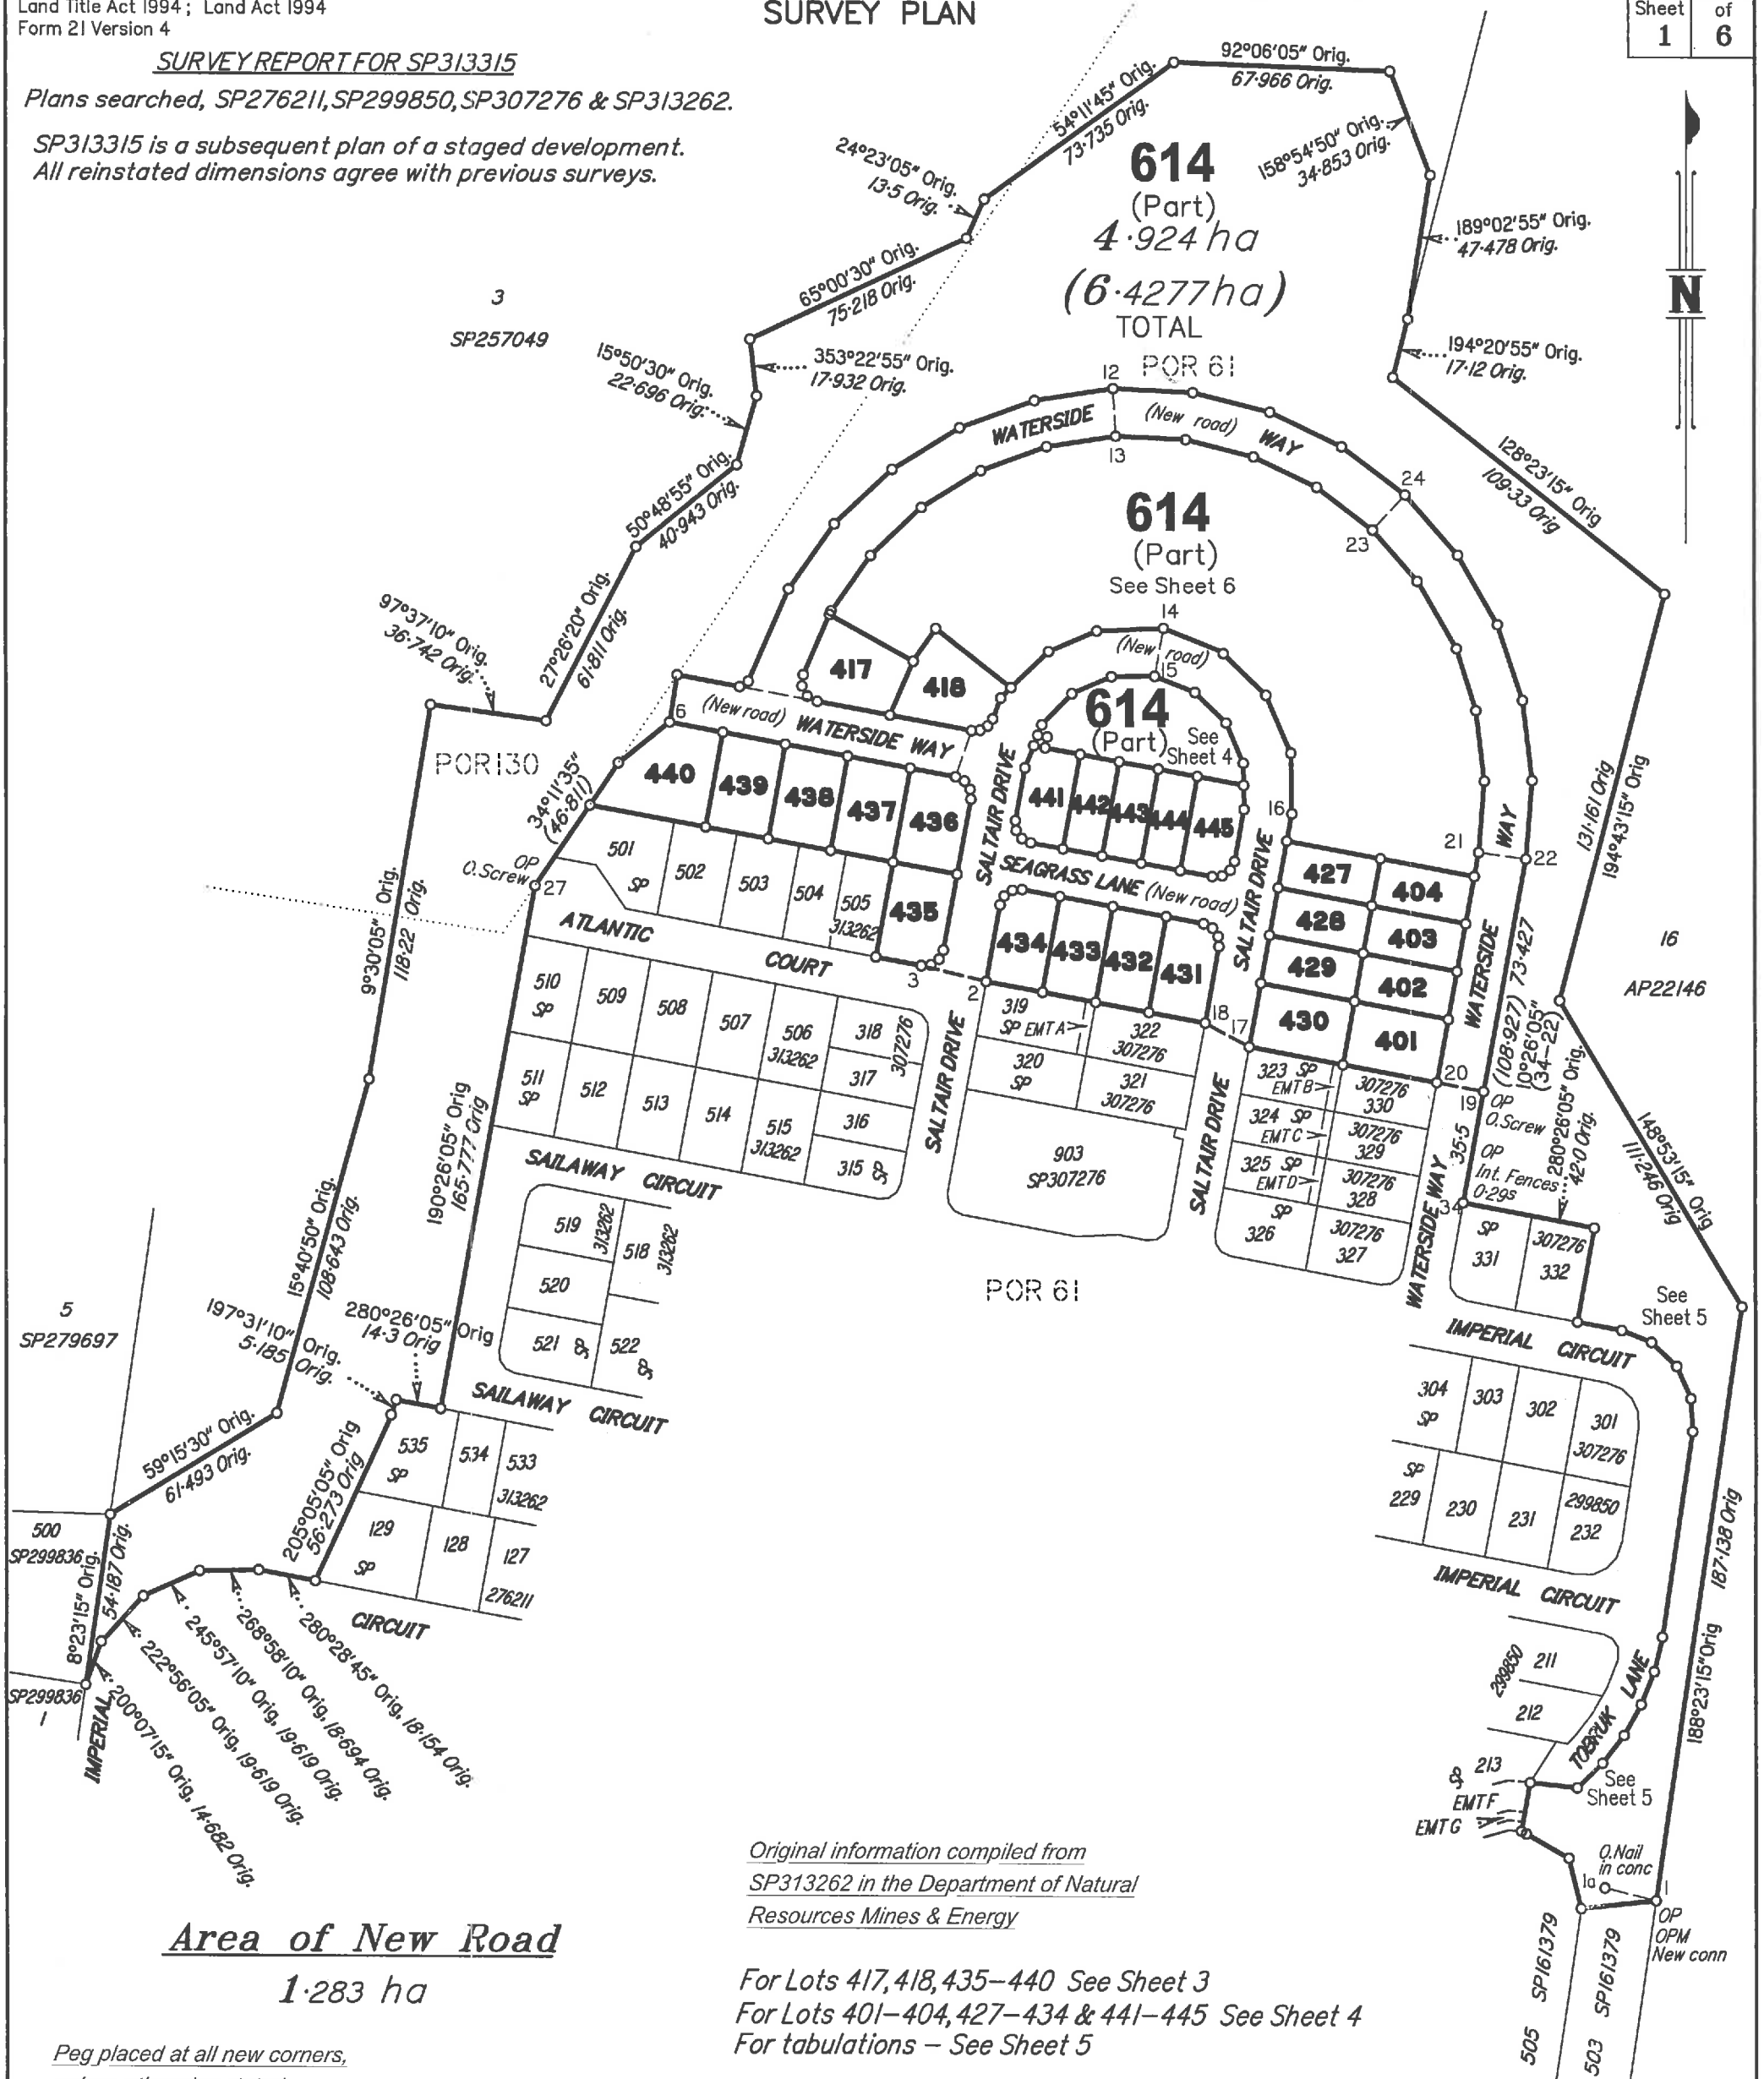 Land Title Act 1994 ; Land Act 1994
Form 21 Version 4
SURVEY PLAN
Sheet of
1 6
SURVEY REPORT FOR SP313315
Plans searched, SP276211, SP299850, SP307276 & SP313262.
SP313315 is a subsequent plan of a staged development.
All reinstated dimensions agree with previous surveys.
92°06'05" Orig.
67·966 Orig.
54°11'45" Orig.
73·735 Orig.
24°23'05" Orig.
13·5 Orig.
614
(Part)
4·924 ha
(6·4277 ha)
TOTAL
POR 61
158°54'50" Orig.
34·853 Orig.
189°02'55" Orig.
47·478 Orig.
194°20'55" Orig.
17·12 Orig.
N
3
SP257049
65°00'30" Orig.
75·218 Orig.
353°22'55" Orig.
17·932 Orig.
15°50'30" Orig.
22·696 Orig.
50°48'55" Orig.
40·943 Orig.
27°26'20" Orig.
61·811 Orig.
97°37'10" Orig.
36·742 Orig.
12
WATERSIDE
(New road)
WAY
13
24
23
128°23'15" Orig
109·33 Orig
614
(Part)
See Sheet 6
14
(New road)
15
417
418
614
(Part)
See
Sheet 4
6
(New road) WATERSIDE WAY
POR 130
34°11'35"
(46·811)
440
439
438
437
436
SALTAIR DRIVE
441
442
443
444
445
16
21
WAY
22
131·161 Orig
194°43'15" Orig
OP
O.Screw
27
501
SP
502
503
504
505
313262
435
SEAGRASS LANE (New road)
SALTAIR DRIVE
427
404
428
403
429
402
430
401
WATERSIDE
16
AP22146
9°30'05" Orig.
118·22 Orig.
ATLANTIC
COURT
3
2
434
433
432
431
18
17
20
19
(108·927) 73·427
10°26'05"
(34–22)
510
SP
509
508
507
506
313262
318
317
307276
SALTAIR DRIVE
319
SP EMT A
322
307276
320
SP
321
307276
323 SP
EMT B
307276
330
324 SP
EMT C
307276
329
325 SP
EMT D
307276
328
SP
326
307276
327
OP
O.Screw
35·5
OP
Int. Fences
0·29s
34
280°26'05" Orig.
42·0 Orig.
148°53'15" Orig
111·246 Orig
511
SP
512
513
514
515
313262
316
315 SP
903
SP307276
SALTAIR DRIVE
WATERSIDE WAY
SP
331
307276
332
190°26'05" Orig
165·777 Orig
SAILAWAY CIRCUIT
519
313262
518
313262
520
521 SP
522
SP
POR 61
See
Sheet 5
15°40'50" Orig.
108·643 Orig.
5
SP279697
197°31'10" Orig.
5·185 Orig.
280°26'05" Orig
14·3 Orig
SAILAWAY CIRCUIT
IMPERIAL CIRCUIT
304
SP
303
302
301
307276
SP
229
230
231
299850
232
IMPERIAL CIRCUIT
59°15'30" Orig.
61·493 Orig.
205°05'05" Orig
56·273 Orig
535
SP
534
533
313262
129
SP
128
127
276211
CIRCUIT
500
SP299836
8°23'15" Orig.
54·187 Orig.
SP299836
1
IMPERIAL
280°28'45" Orig, 18·154 Orig.
268°58'10" Orig, 18·694 Orig.
245°57'10" Orig, 19·619 Orig.
222°56'05" Orig, 19·619 Orig.
200°07'15" Orig, 14·682 Orig.
187·138 Orig
188°23'15" Orig
299850
211
212
TOBRUK LANE
SP 213
EMT F
EMT G
See
Sheet 5
O.Nail
in conc
1a
1
OP
OPM
New conn
505 SP161379
503 SP161379
Original information compiled from
SP313262 in the Department of Natural
Resources Mines & Energy
Area of New Road
1·283 ha
For Lots 417, 418, 435–440 See Sheet 3
For Lots 401–404, 427–434 & 441–445 See Sheet 4
For tabulations – See Sheet 5
Peg placed at all new corners,